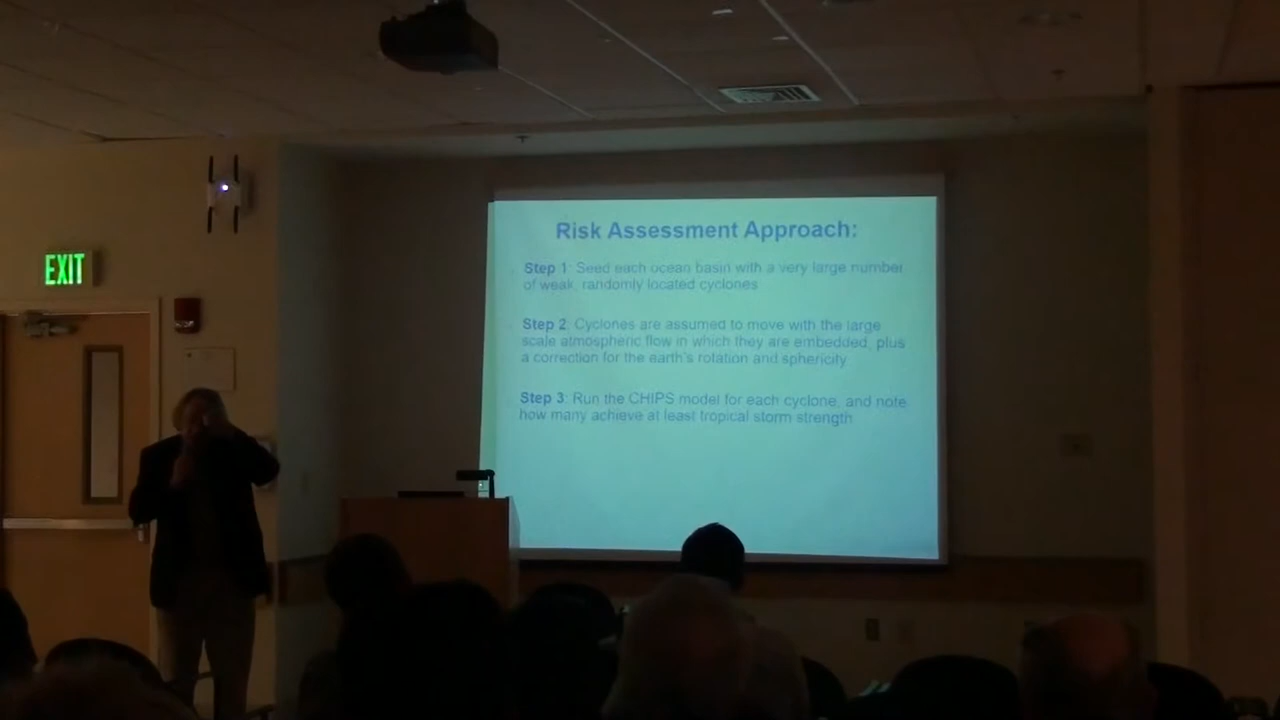 Risk Assessment Approach:
Step 1: Seed each ocean basin with a very large number
of weak, randomly located cyclones
Step 2: Cyclones are assumed to move with the large
scale atmospheric flow in which they are embedded, plus
a correction for the earth's rotation and sphericity
Step 3: Run the CHIPS model for each cyclone, and note
how many achieve at least tropical storm strength
EXIT